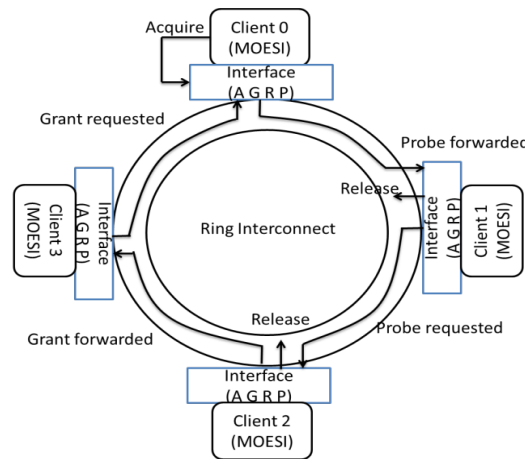 Acquire
Client 0
(MOESI)
Interface
(A G R P)
Grant requested
Probe forwarded
Client 3
(MOESI)
Interface
(A G R P)
Ring Interconnect
Release
Interface
(A G R P)
Client 1
(MOESI)
Grant forwarded
Release
Probe requested
Interface
(A G R P)
Client 2
(MOESI)